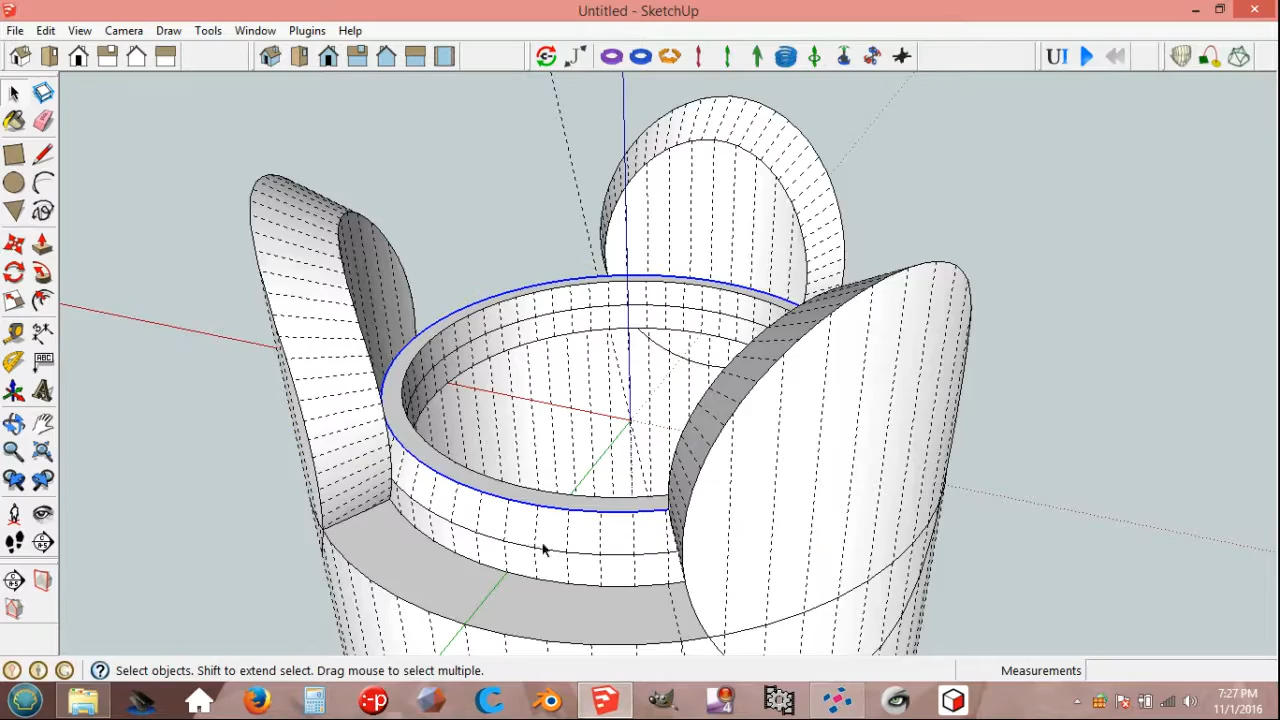 Untitled - SketchUp
File Edit View Camera Draw Tools Window Plugins Help
UI
ABC
Select objects. Shift to extend select. Drag mouse to select multiple.
Measurements
7:27 PM
11/1/2016